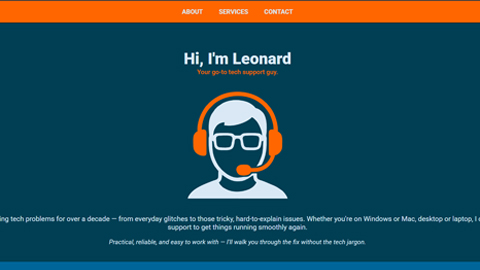 ABOUT SERVICES CONTACT
Hi, I'm Leonard
Your go-to tech support guy.
ing tech problems for over a decade — from everyday glitches to those tricky, hard-to-explain issues. Whether you're on Windows or Mac, desktop or laptop, I
support to get things running smoothly again.
Practical, reliable, and easy to work with — I'll walk you through the fix without the tech jargon.